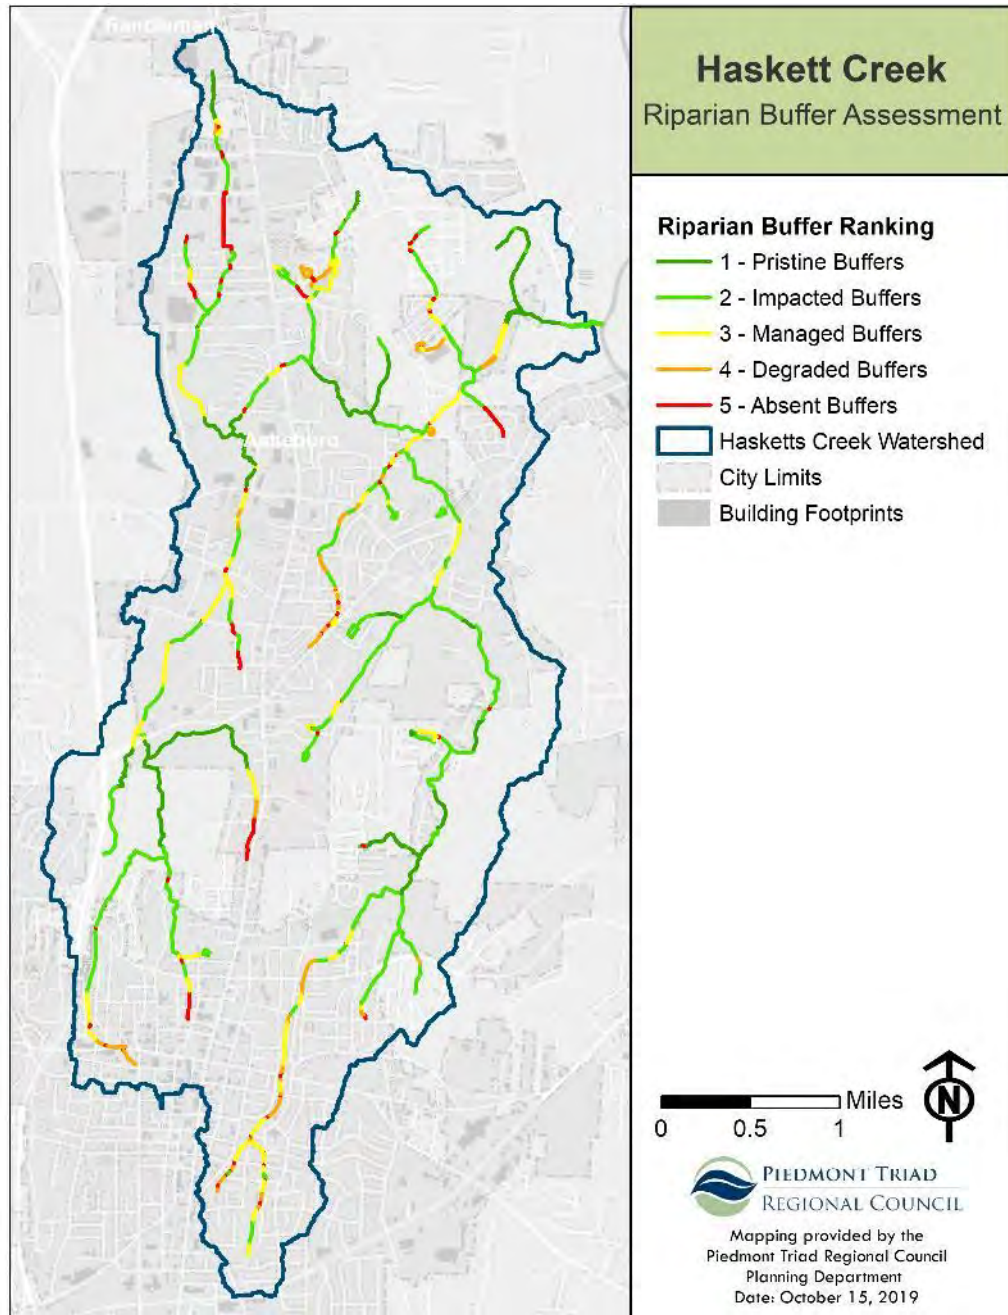 Randleman
Asheboro
Haskett Creek
Riparian Buffer Assessment
Riparian Buffer Ranking
1 - Pristine Buffers
2 - Impacted Buffers
3 - Managed Buffers
4 - Degraded Buffers
5 - Absent Buffers
Hasketts Creek Watershed
City Limits
Building Footprints
Miles
0 0.5 1
N
PIEDMONT TRIAD
REGIONAL COUNCIL
Mapping provided by the
Piedmont Triad Regional Council
Planning Department
Date: October 15, 2019